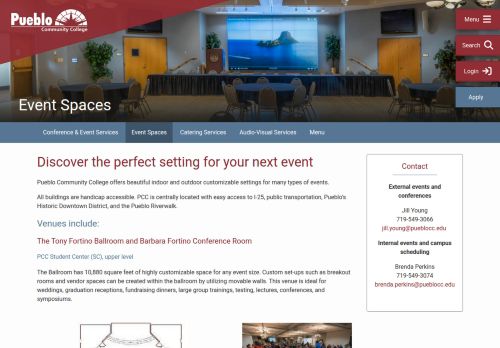 Pueblo
Community College
Menu
Search
Login
Apply
Event Spaces
Conference & Event Services
Event Spaces
Catering Services
Audio-Visual Services
Menu
Discover the perfect setting for your next event
Pueblo Community College offers beautiful indoor and outdoor customizable settings for many types of events.
All buildings are handicap accessible. PCC is centrally located with easy access to I-25, public transportation, Pueblo's
Historic Downtown District, and the Pueblo Riverwalk.
Venues include:
The Tony Fortino Ballroom and Barbara Fortino Conference Room
PCC Student Center (SC), upper level
The Ballroom has 10,880 square feet of highly customizable space for any event size. Custom set-ups such as breakout
rooms and vendor spaces can be created within the ballroom by utilizing movable walls. This venue is ideal for
weddings, graduation receptions, fundraising dinners, large group trainings, testing, lectures, conferences, and
symposiums.
Contact
External events and
conferences
Jill Young
719-549-3066
jill.young@pueblocc.edu
Internal events and campus
scheduling
Brenda Perkins
719-549-3074
brenda.perkins@pueblocc.edu